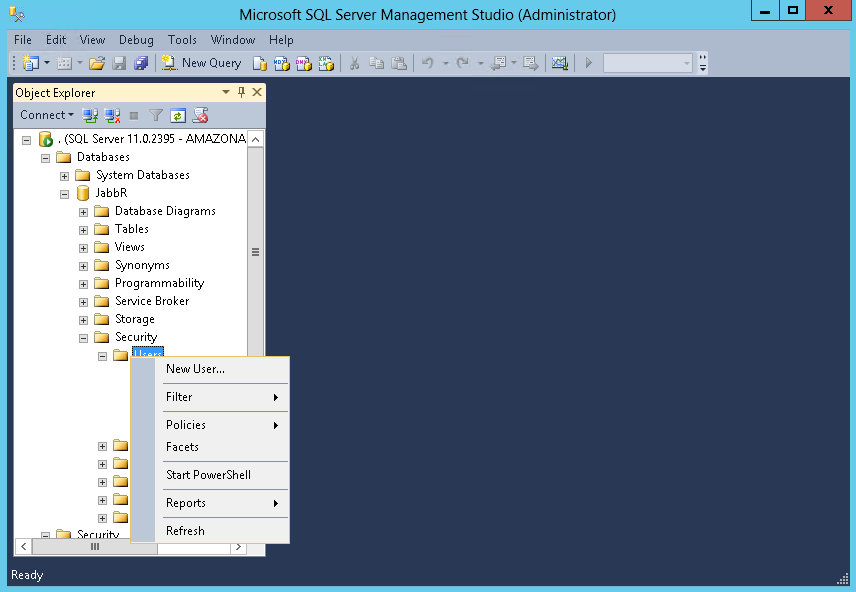 Microsoft SQL Server Management Studio (Administrator)
File Edit View Debug Tools Window Help
New Query
Object Explorer
Connect
. (SQL Server 11.0.2395 - AMAZONA
Databases
System Databases
JabbR
Database Diagrams
Tables
Views
Synonyms
Programmability
Service Broker
Storage
Security
Users
New User...
Filter
Policies
Facets
Start PowerShell
Reports
Refresh
Security
Ready